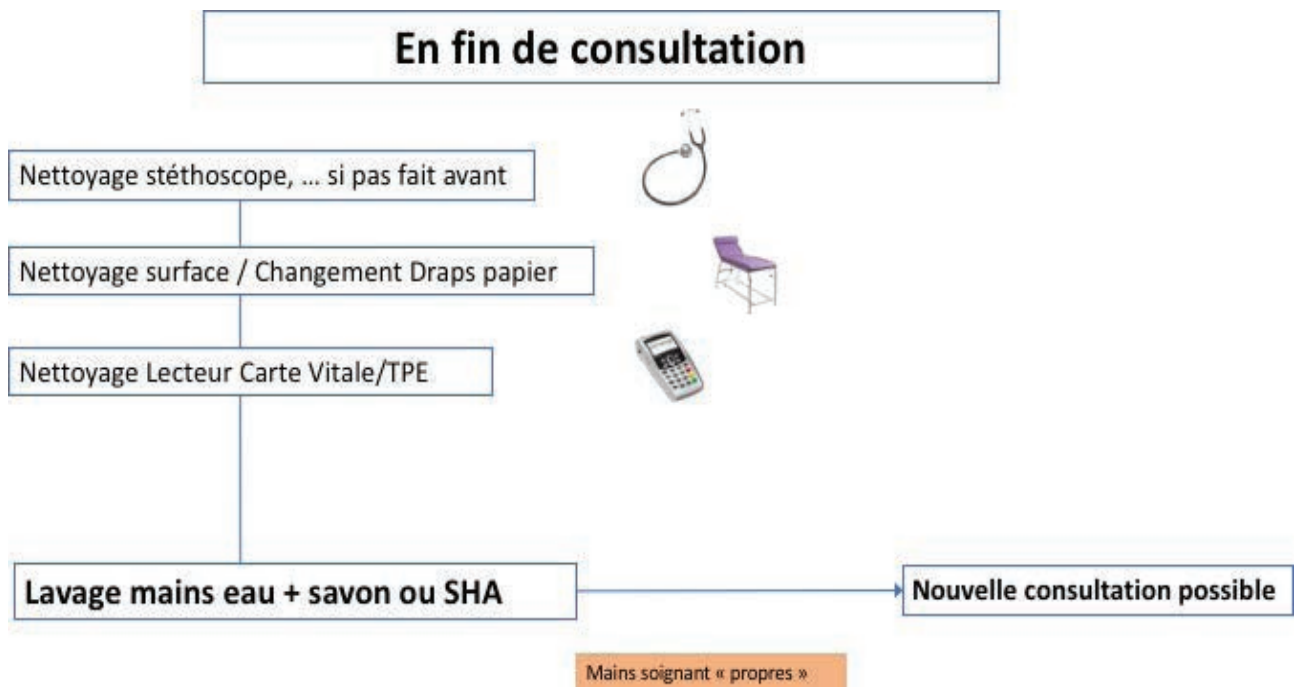 En fin de consultation
Nettoyage stéthoscope, ... si pas fait avant
Nettoyage surface / Changement Draps papier
Nettoyage Lecteur Carte Vitale/TPE
Lavage mains eau + savon ou SHA
Nouvelle consultation possible
Mains soignant « propres »